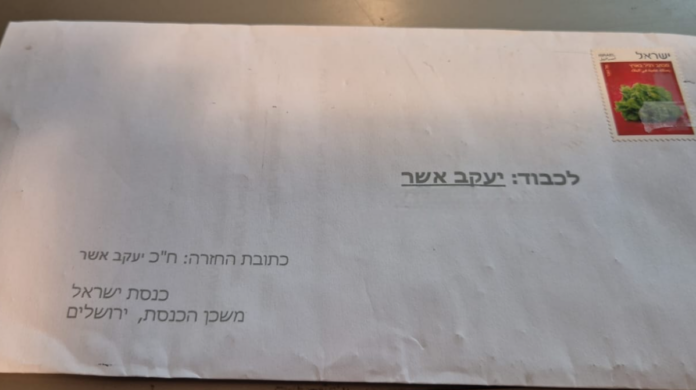 ישראל
לכבוד: יעקב אשר
כתובת החזרה: ח"כ יעקב אשר
כנסת ישראל
משכן הכנסת, ירושלים